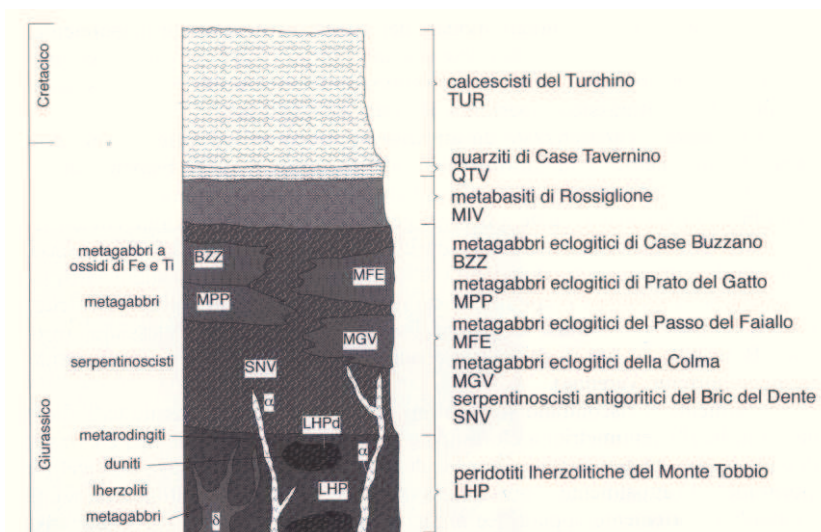 Cretacico
Giurassico
metagabbri a
ossidi di Fe e Ti
metagabbri
serpentinoscisti
metarodingiti
duniti
lherzoliti
metagabbri
BZZ
MFE
MPP
MGV
SNV
α
LHPd
α
LHP
δ
calcescisti del Turchino
TUR
quarziti di Case Tavernino
QTV
metabasiti di Rossiglione
MIV
metagabbri eclogitici di Case Buzzano
BZZ
metagabbri eclogitici di Prato del Gatto
MPP
metagabbri eclogitici del Passo del Faiallo
MFE
metagabbri eclogitici della Colma
MGV
serpentinoscisti antigoritici del Bric del Dente
SNV
peridotiti lherzolitiche del Monte Tobbio
LHP